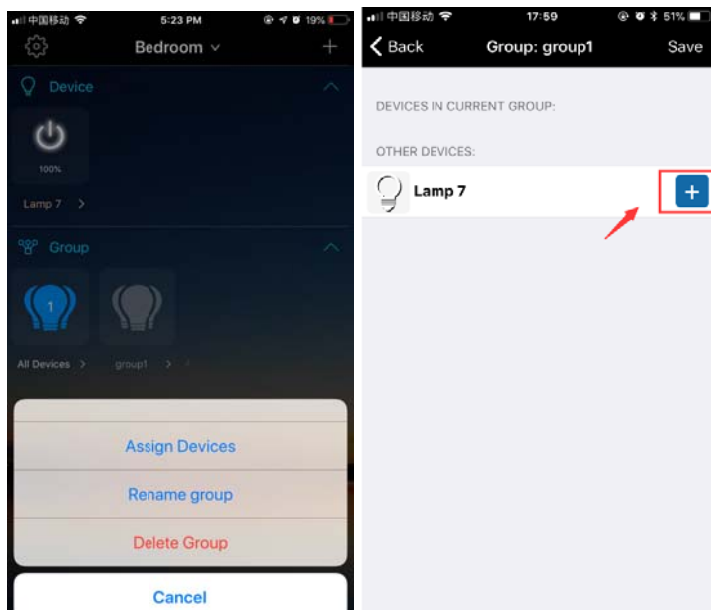 中国移动 5:23 PM 19%
Bedroom
Device
100%
Lamp 7 >
Group
1
All Devices >
group1 >
Assign Devices
Rename group
Delete Group
Cancel
中国移动 17:59 51%
Back Group: group1 Save
DEVICES IN CURRENT GROUP:
OTHER DEVICES:
Lamp 7